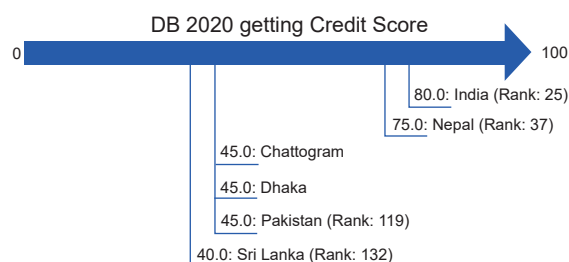 DB 2020 getting Credit Score
0
100
80.0: India (Rank: 25)
75.0: Nepal (Rank: 37)
45.0: Chattogram
45.0: Dhaka
45.0: Pakistan (Rank: 119)
40.0: Sri Lanka (Rank: 132)